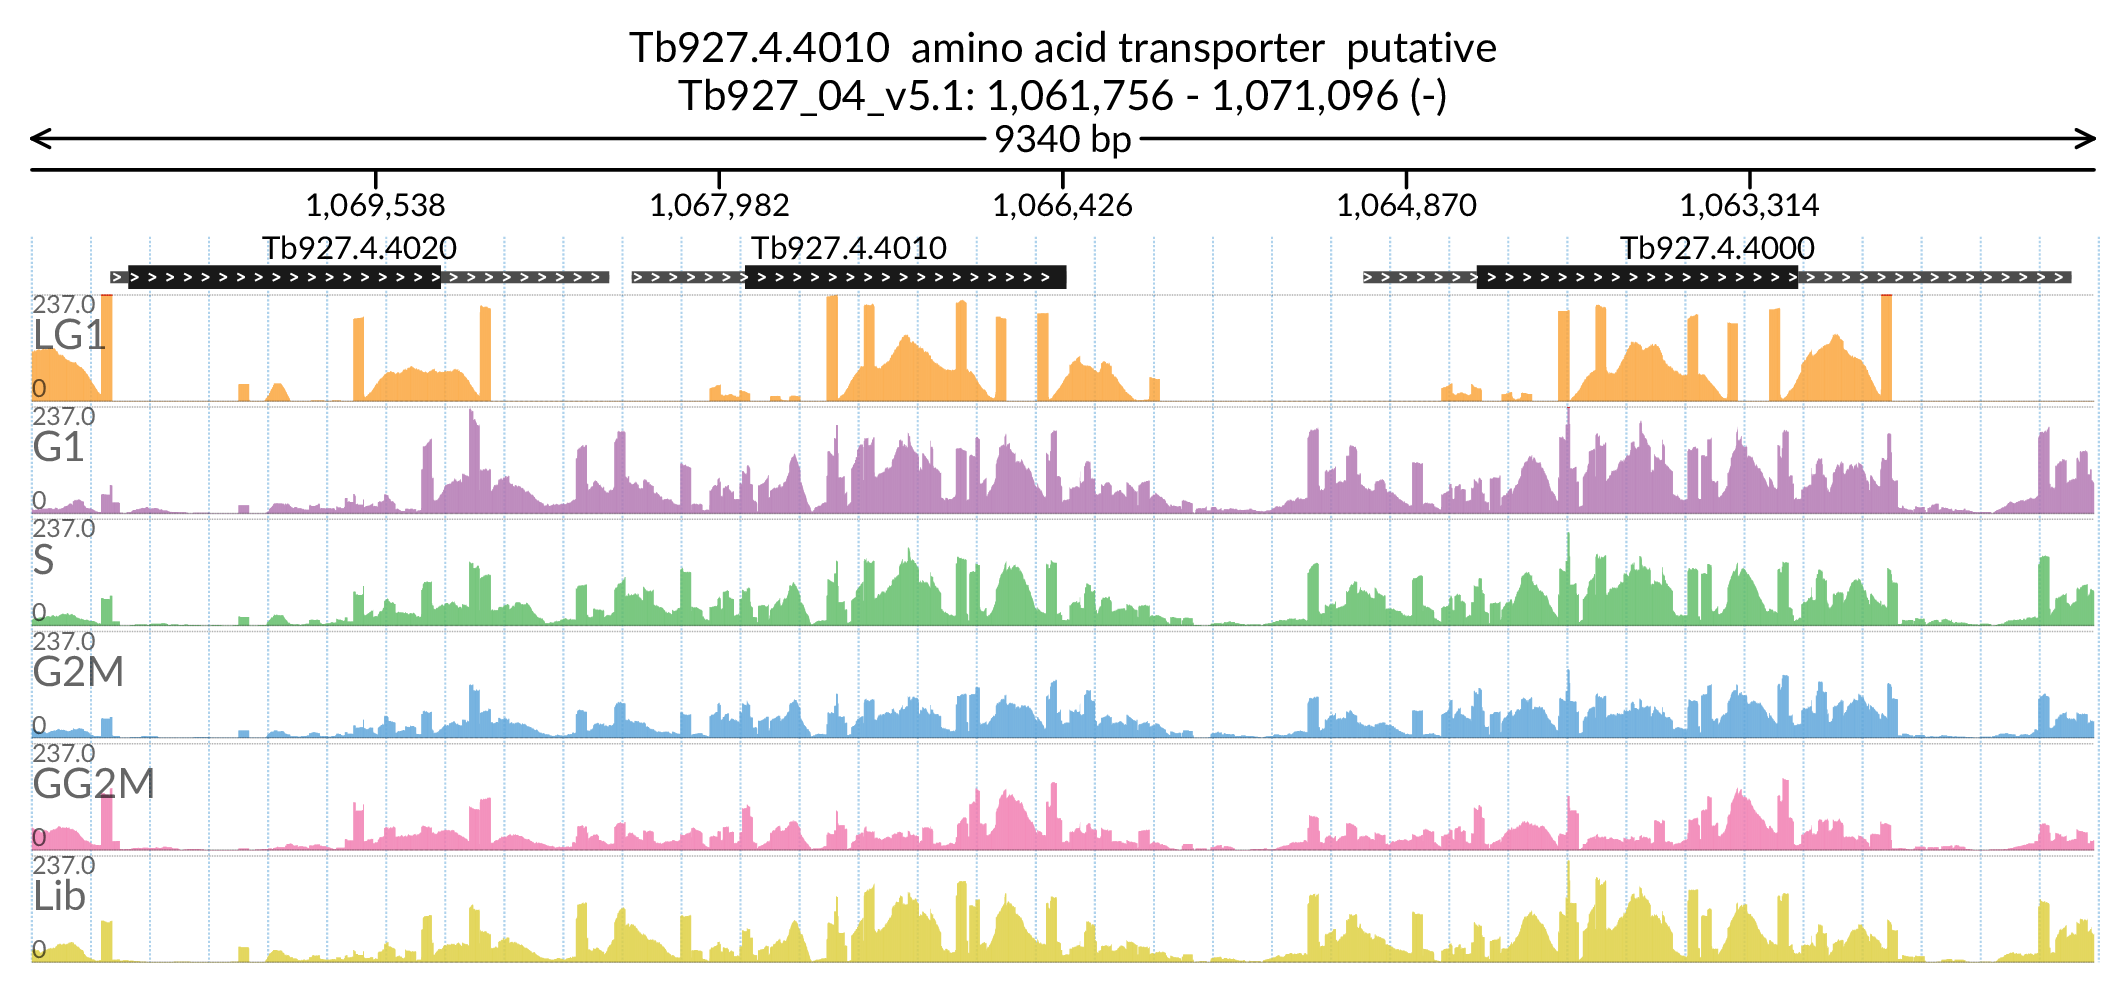 Tb927.4.4010 amino acid transporter putative
Tb927_04_v5.1: 1,061,756 - 1,071,096 (-)
9340 bp
1,069,538 1,067,982 1,066,426 1,064,870 1,063,314
Tb927.4.4020 Tb927.4.4010 Tb927.4.4000
237.0
LG1
0
237.0
G1
0
237.0
S
0
237.0
G2M
0
237.0
GG2M
0
237.0
Lib
0